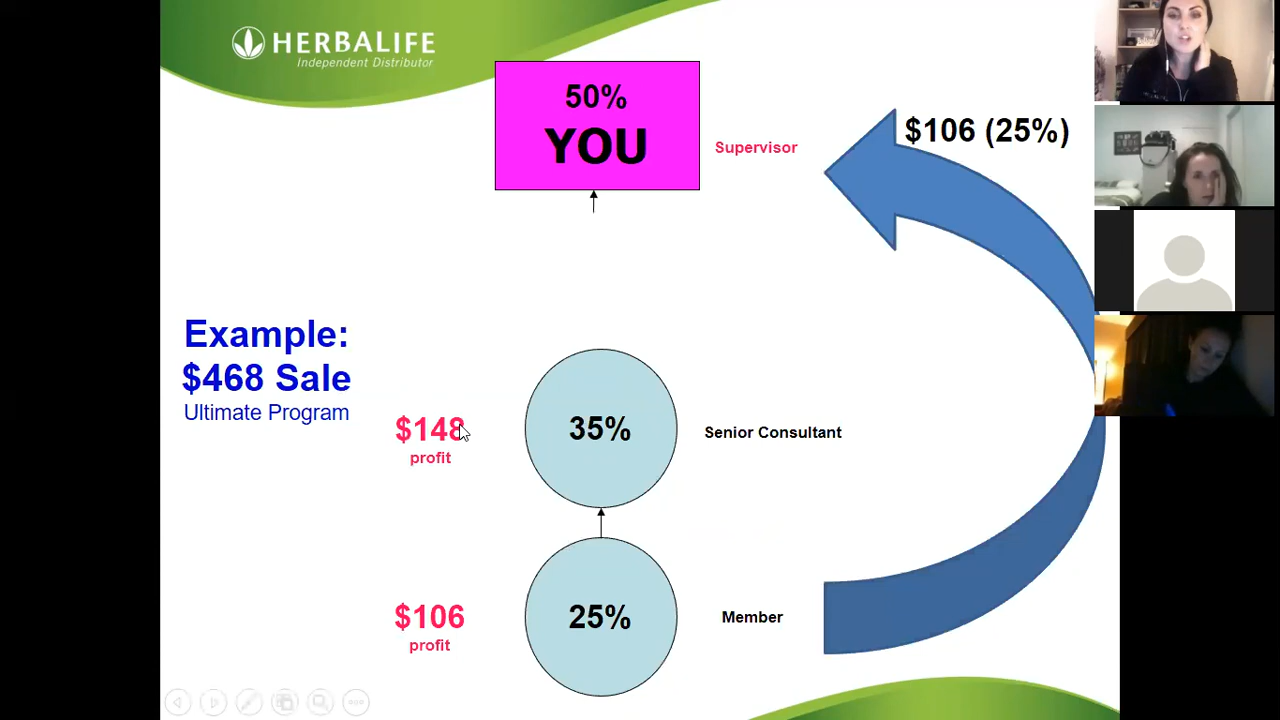 HERBALIFE
Independent Distributor
50%
YOU
Supervisor
$106 (25%)
Example:
$468 Sale
Ultimate Program
$148
profit
35%
Senior Consultant
$106
profit
25%
Member